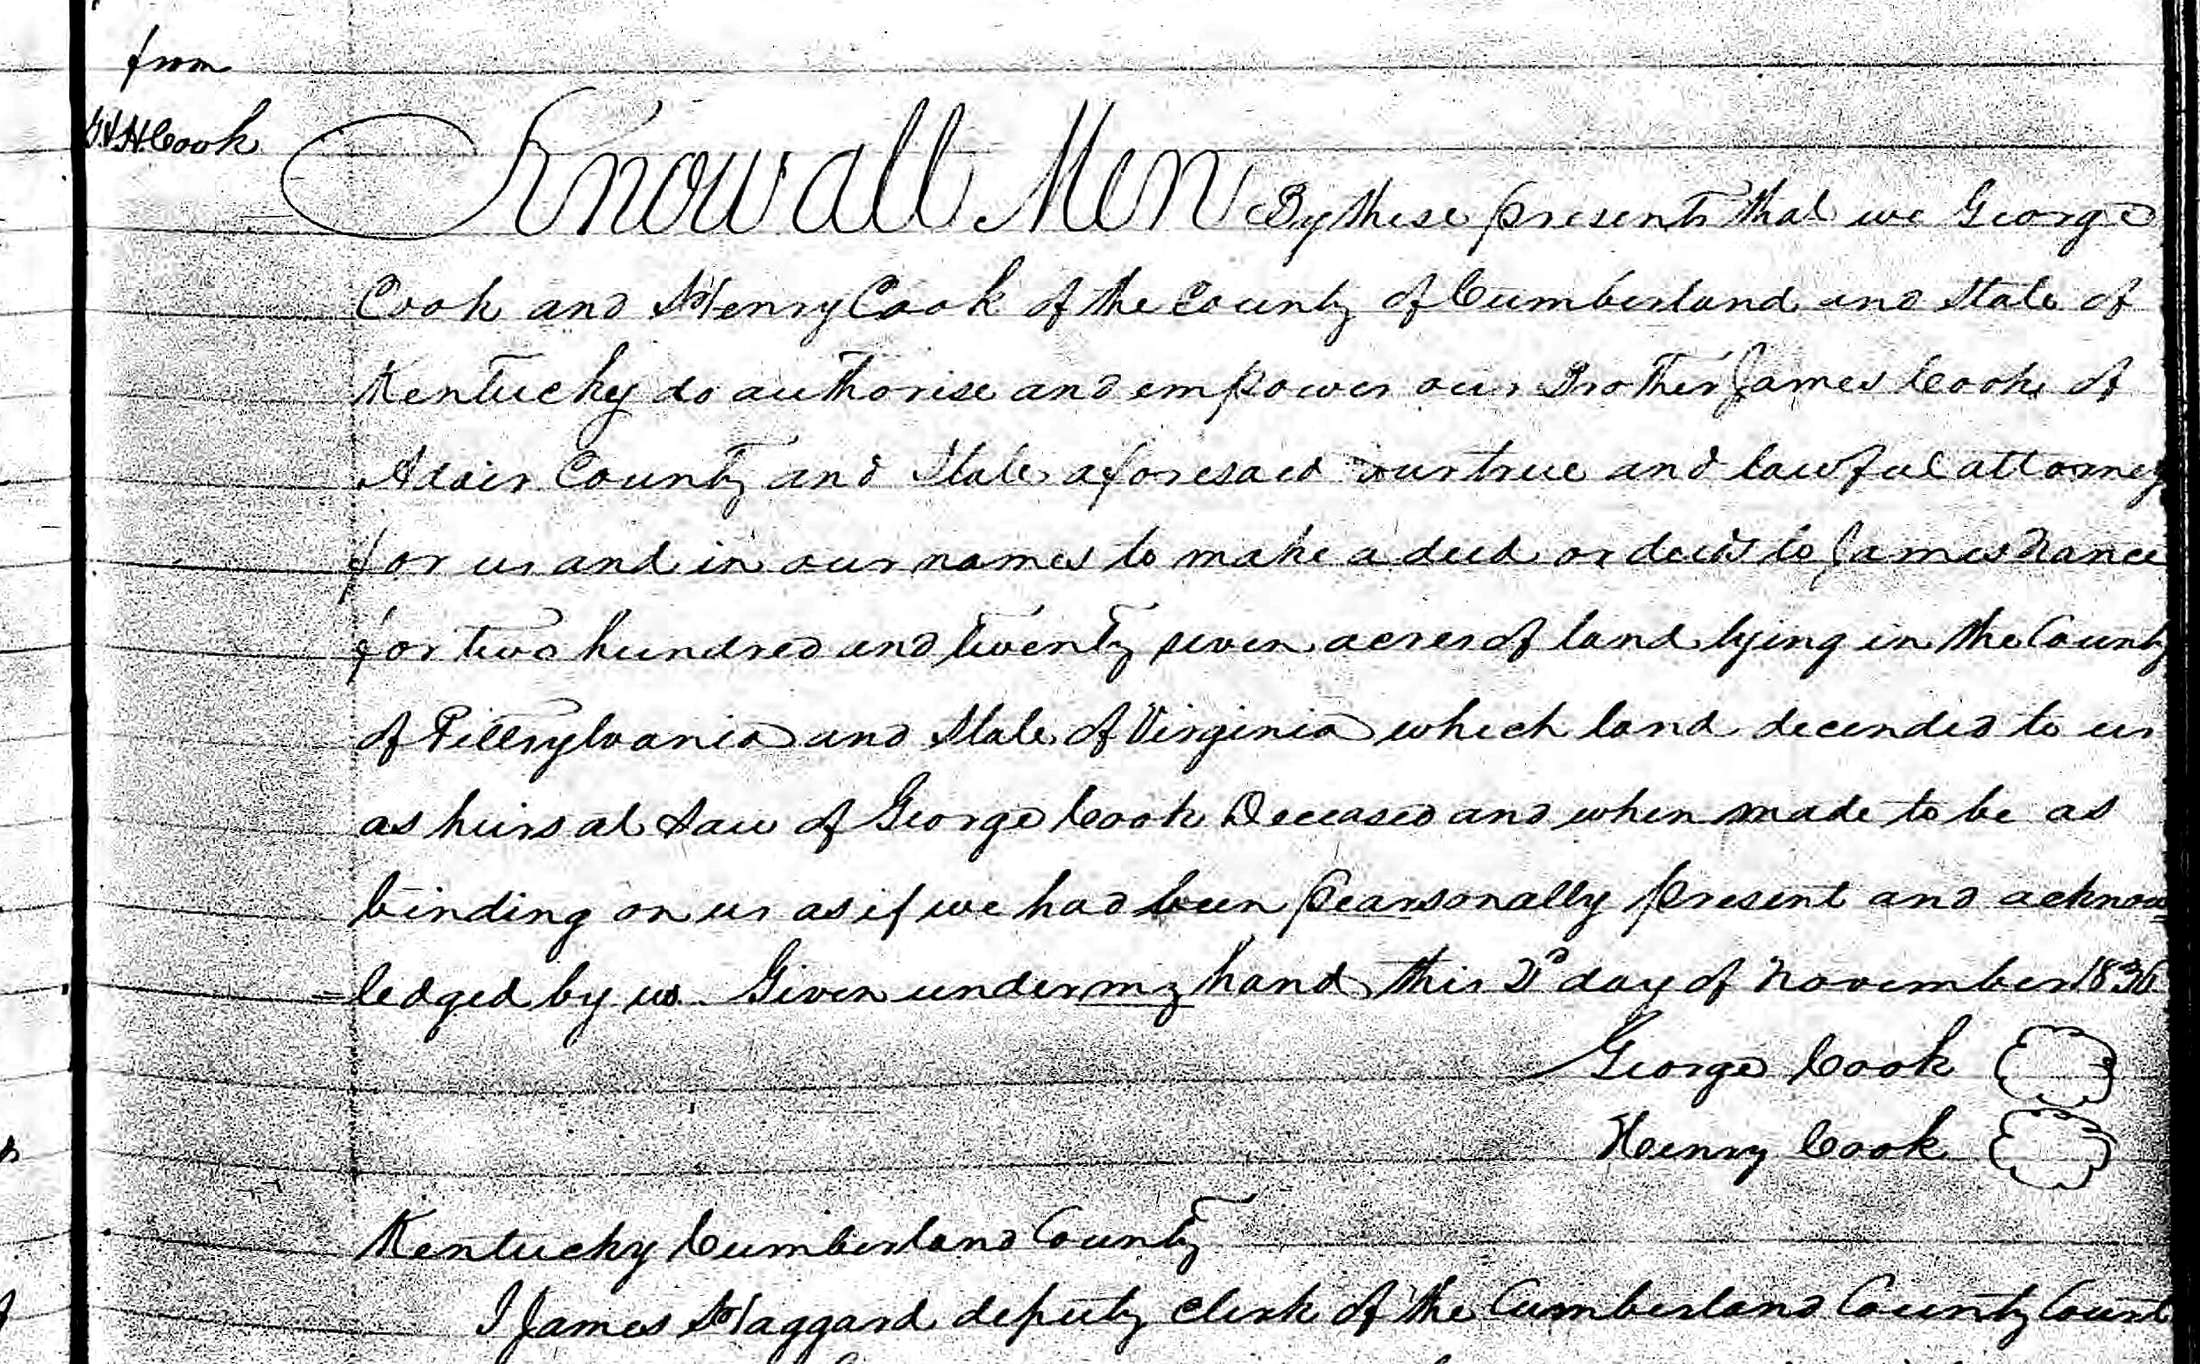 from
G & H Cook
Know all Men By these presents that we George
Cook and Henry Cook of the County of Cumberland and State of
Kentucky do authorise and empower our Brother James Cook of
Adair County and State aforesaid our true and lawful attorney
for us and in our names to make a deed or deeds to James Nance
for two hundred and twenty seven acres of land lying in the County
of Pittsylvania and State of Virginia which land decended to us
as heirs at Law of George Cook Deceased and when made to be as
binding on us as if we had been pearsonally present and acknow
=ledged by us Given under my hand this day of November 1836
George Cook
Henry Cook
Kentucky Cumberland County
I James Haggard deputy clerk of the Cumberland County Court